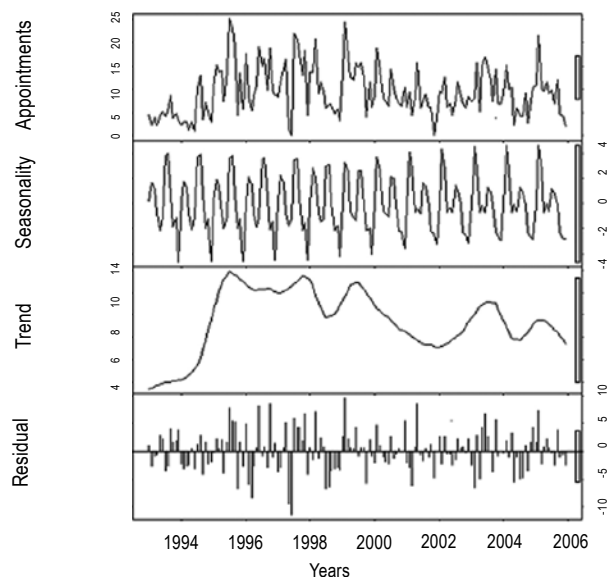 Appointments
0 5 10 15 20 25
Seasonality
-4 -2 0 2 4
Trend
4 6 8 10 14
Residual
-10 -5 0 5 10
1994 1996 1998 2000 2002 2004 2006
Years